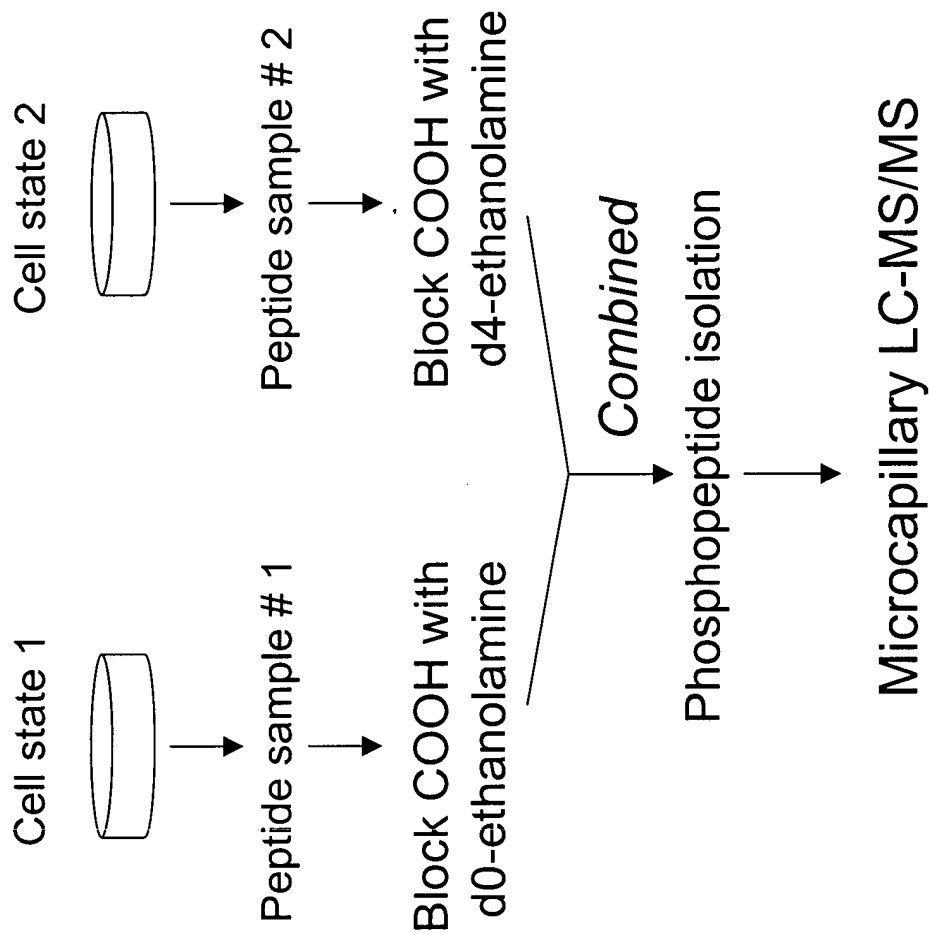 Cell state 1
Peptide sample # 1
Block COOH with
d0-ethanolamine
Cell state 2
Peptide sample # 2
Block COOH with
d4-ethanolamine
Combined
Phosphopeptide isolation
Microcapillary LC-MS/MS